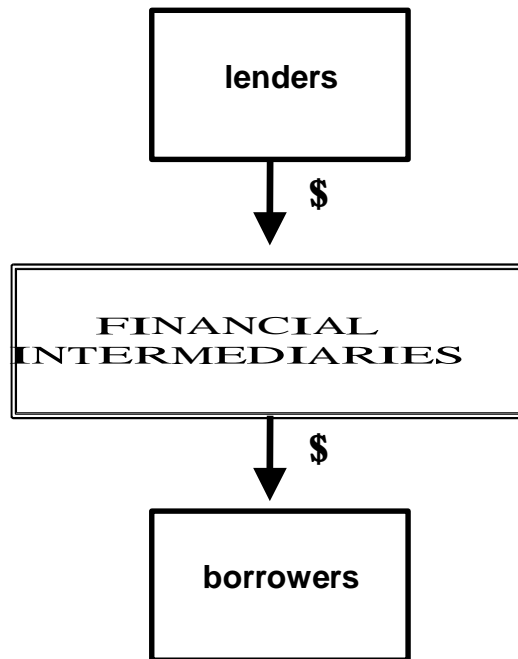 lenders
$
FINANCIAL
INTERMEDIARIES
$
borrowers